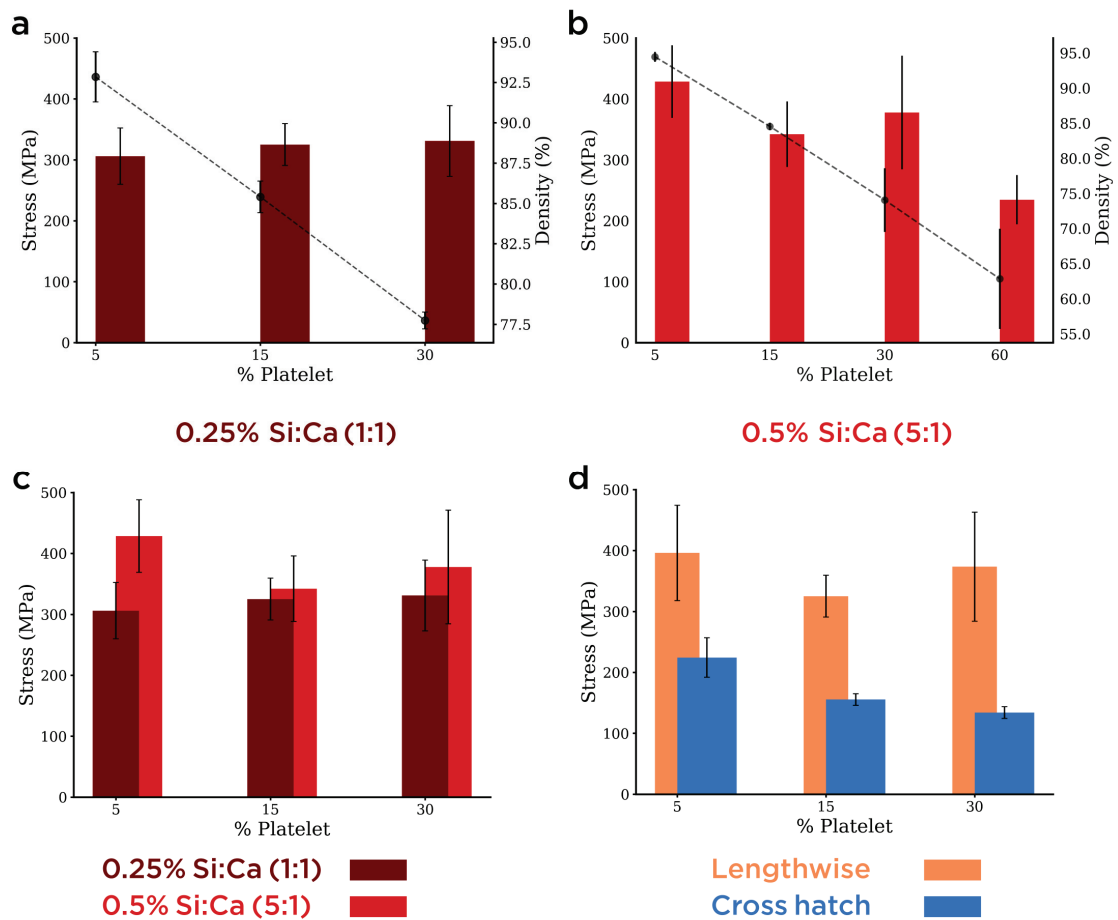 a
500
400
300
200
100
0
Stress (MPa)
5
15
30
% Platelet
95.0
92.5
90.0
87.5
85.0
82.5
80.0
77.5
Density (%)
0.25% Si:Ca (1:1)
b
500
400
300
200
100
0
Stress (MPa)
5
15
30
60
% Platelet
95.0
90.0
85.0
80.0
75.0
70.0
65.0
60.0
55.0
Density (%)
0.5% Si:Ca (5:1)
c
500
400
300
200
100
0
Stress (MPa)
5
15
30
% Platelet
0.25% Si:Ca (1:1)
0.5% Si:Ca (5:1)
d
500
400
300
200
100
0
Stress (MPa)
5
15
30
% Platelet
Lengthwise
Cross hatch